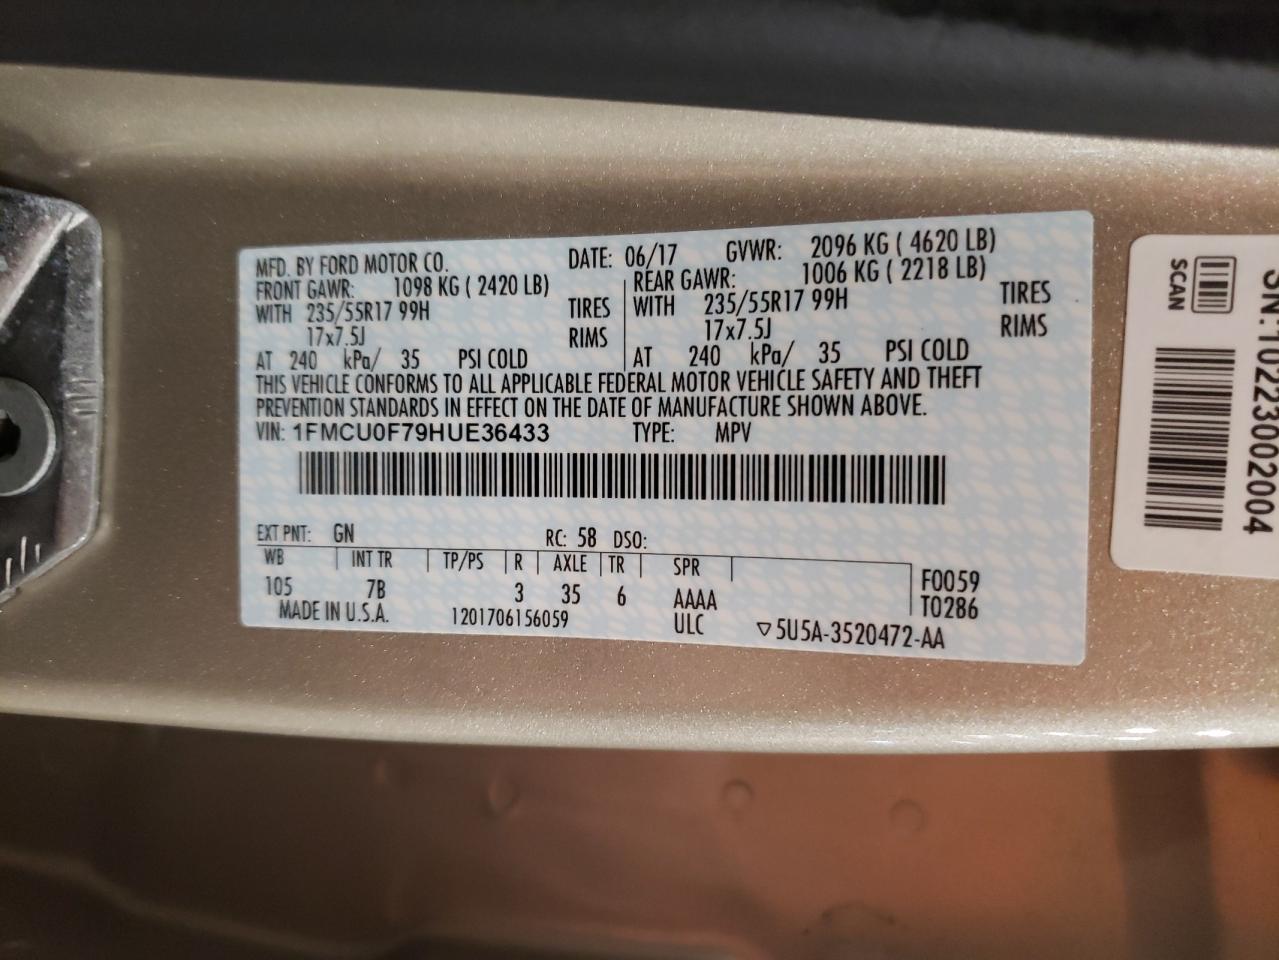 MFD. BY FORD MOTOR CO. DATE: 06/17 GVWR: 2096 KG ( 4620 LB)
FRONT GAWR: 1098 KG ( 2420 LB) REAR GAWR: 1006 KG ( 2218 LB)
WITH 235/55R17 99H TIRES WITH 235/55R17 99H TIRES
17x7.5J RIMS 17x7.5J RIMS
AT 240 kPa/ 35 PSI COLD AT 240 kPa/ 35 PSI COLD
THIS VEHICLE CONFORMS TO ALL APPLICABLE FEDERAL MOTOR VEHICLE SAFETY AND THEFT
PREVENTION STANDARDS IN EFFECT ON THE DATE OF MANUFACTURE SHOWN ABOVE.
VIN: 1FMCU0F79HUE36433 TYPE: MPV
EXT PNT: GN RC: 58 DSO:
WB INT TR TP/PS R AXLE TR SPR
105 7B 3 35 6 AAAA F0059
T0286
MADE IN U.S.A. 1201706156059 ULC ▽5U5A-3520472-AA
SCAN
SN:10223002004